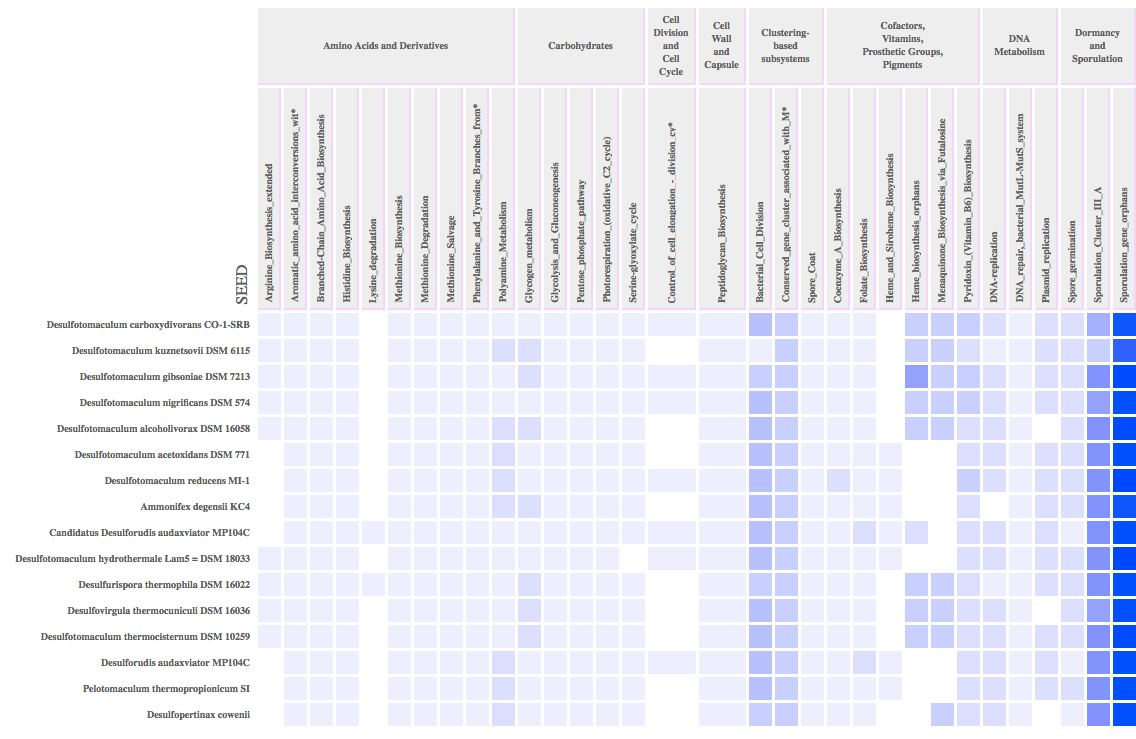 Amino Acids and Derivatives
Carbohydrates
Cell
Division
and
Cell
Cycle
Cell
Wall
and
Capsule
Clustering-
based
subsystems
Cofactors,
Vitamins,
Prosthetic Groups,
Pigments
DNA
Metabolism
Dormancy
and
Sporulation
SEED
Arginine_Biosynthesis_extended
Aromatic_amino_acid_interconversions_wit*
Branched-Chain_Amino_Acid_Biosynthesis
Histidine_Biosynthesis
Lysine_degradation
Methionine_Biosynthesis
Methionine_Degradation
Methionine_Salvage
Phenylalanine_and_Tyrosine_Branches_from*
Polyamine_Metabolism
Glycogen_metabolism
Glycolysis_and_Gluconeogenesis
Pentose_phosphate_pathway
Photorespiration_(oxidative_C2_cycle)
Serine-glyoxylate_cycle
Control_of_cell_elongation_-_division_cy*
Peptidoglycan_Biosynthesis
Bacterial_Cell_Division
Conserved_gene_cluster_associated_with_M*
Spore_Coat
Coenzyme_A_Biosynthesis
Folate_Biosynthesis
Heme_and_Siroheme_Biosynthesis
Heme_biosynthesis_orphans
Menaquinone_Biosynthesis_via_Futalosine
Pyridoxin_(Vitamin_B6)_Biosynthesis
DNA-replication
DNA_repair,_bacterial_MutL-MutS_system
Plasmid_replication
Spore_germination
Sporulation_Cluster_III_A
Sporulation_gene_orphans
Desulfotomaculum carboxydivorans CO-1-SRB
Desulfotomaculum kuznetsovii DSM 6115
Desulfotomaculum gibsoniae DSM 7213
Desulfotomaculum nigrificans DSM 574
Desulfotomaculum alcoholivorax DSM 16058
Desulfotomaculum acetoxidans DSM 771
Desulfotomaculum reducens MI-1
Ammonifex degensii KC4
Candidatus Desulforudis audaxviator MP104C
Desulfotomaculum hydrothermale Lam5 = DSM 18033
Desulfurispora thermophila DSM 16022
Desulfovirgula thermocuniculi DSM 16036
Desulfotomaculum thermocisternum DSM 10259
Desulforudis audaxviator MP104C
Pelotomaculum thermopropionicum SI
Desulfopertinax cowenii